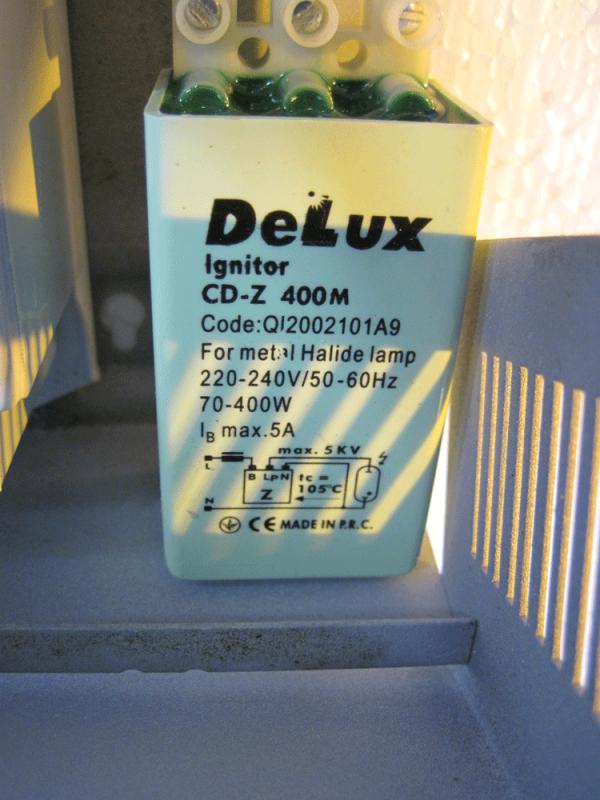 DeLux
Ignitor
CD-Z 400M
Code:QI2002101A9
For metal Halide lamp
220-240V/50-60Hz
70-400W
IB max.5A
max. 5KV
L
B LpN tc =
Z 105°C
N
CE MADE IN P.R.C.